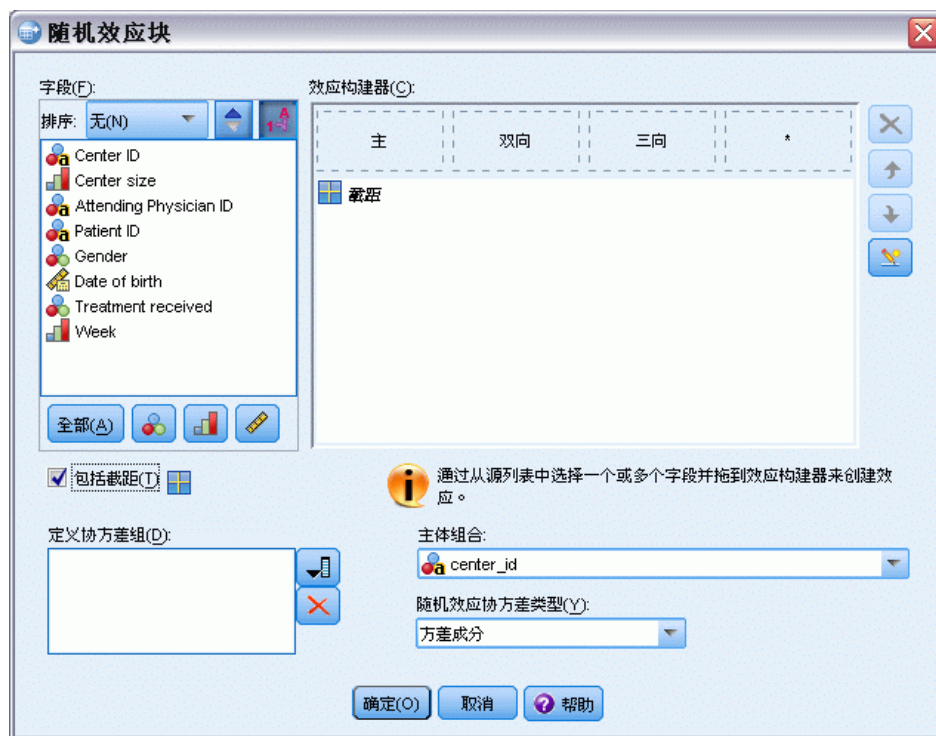 随机效应块
字段(F):
排序: 无(N)
Center ID
Center size
Attending Physician ID
Patient ID
Gender
Date of birth
Treatment received
Week
全部(A)
效应构建器(C):
主 双向 三向 *
截距
包括截距(T)
通过从源列表中选择一个或多个字段并拖到效应构建器来创建效
应。
定义协方差组(D):
主体组合:
center_id
随机效应协方差类型(Y):
方差成分
确定(O) 取消 帮助